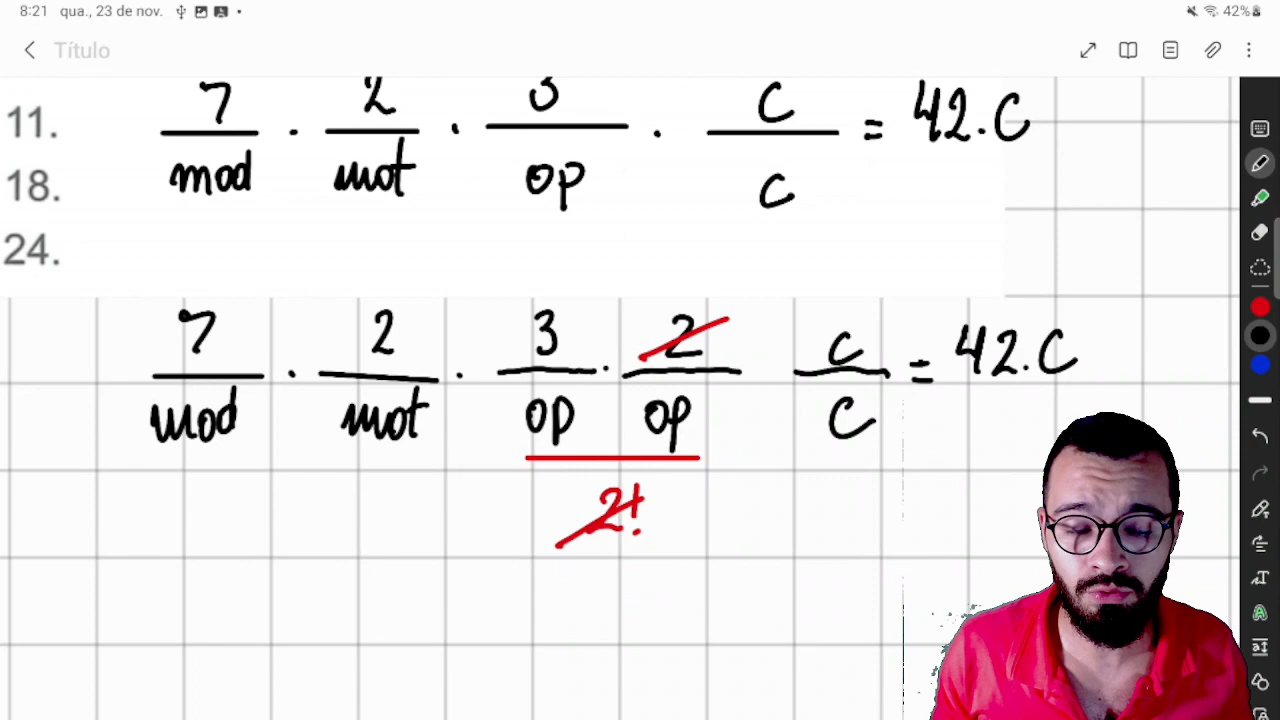 8:21 qua., 23 de nov. 42%
Título
11.
18.
24.
7/mod · 2/mot · 3/op · C/C = 42.C
7/mod · 2/mot · 3/op · 2/op C/C = 42.C
2!